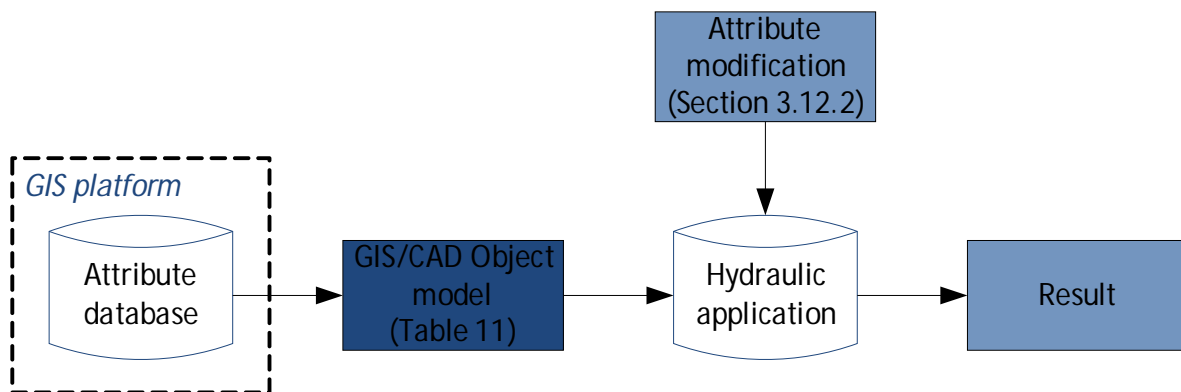 Attribute
modification
(Section 3.12.2)
GIS platform
Attribute
database
GIS/CAD Object
model
(Table 11)
Hydraulic
application
Result